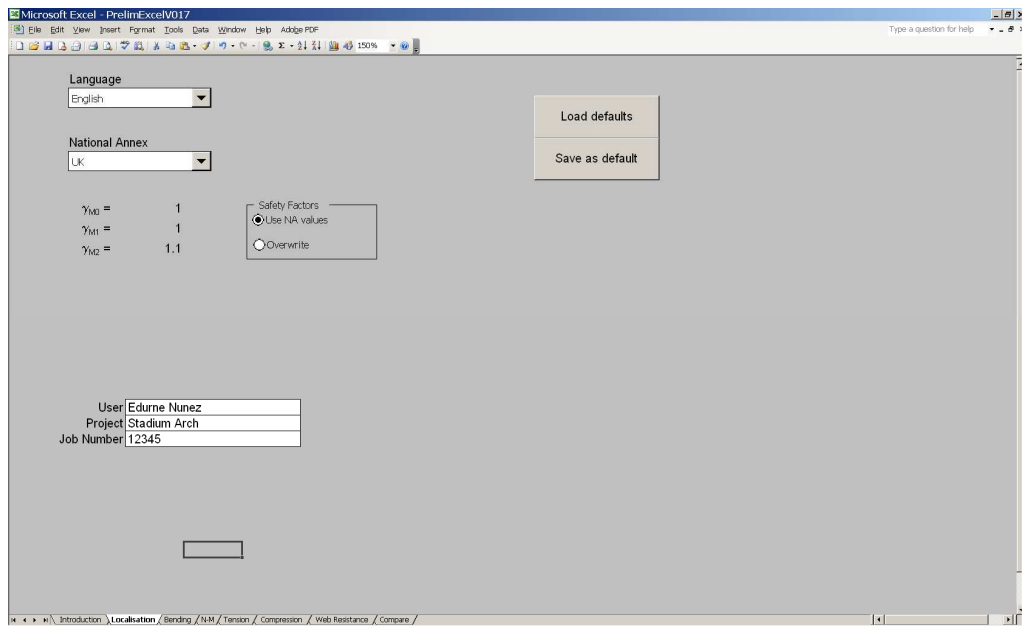 Microsoft Excel - PrelimExcelV017
File Edit View Insert Format Tools Data Window Help Adobe PDF
Type a question for help
150%
Language
English
Load defaults
National Annex
Save as default
UK
Safety Factors
γM0 = 1
Use NA values
γM1 = 1
Overwrite
γM2 = 1.1
User Edurne Nunez
Project Stadium Arch
Job Number 12345
Introduction Localisation Bending N-M Tension Compression Web Resistance Compare